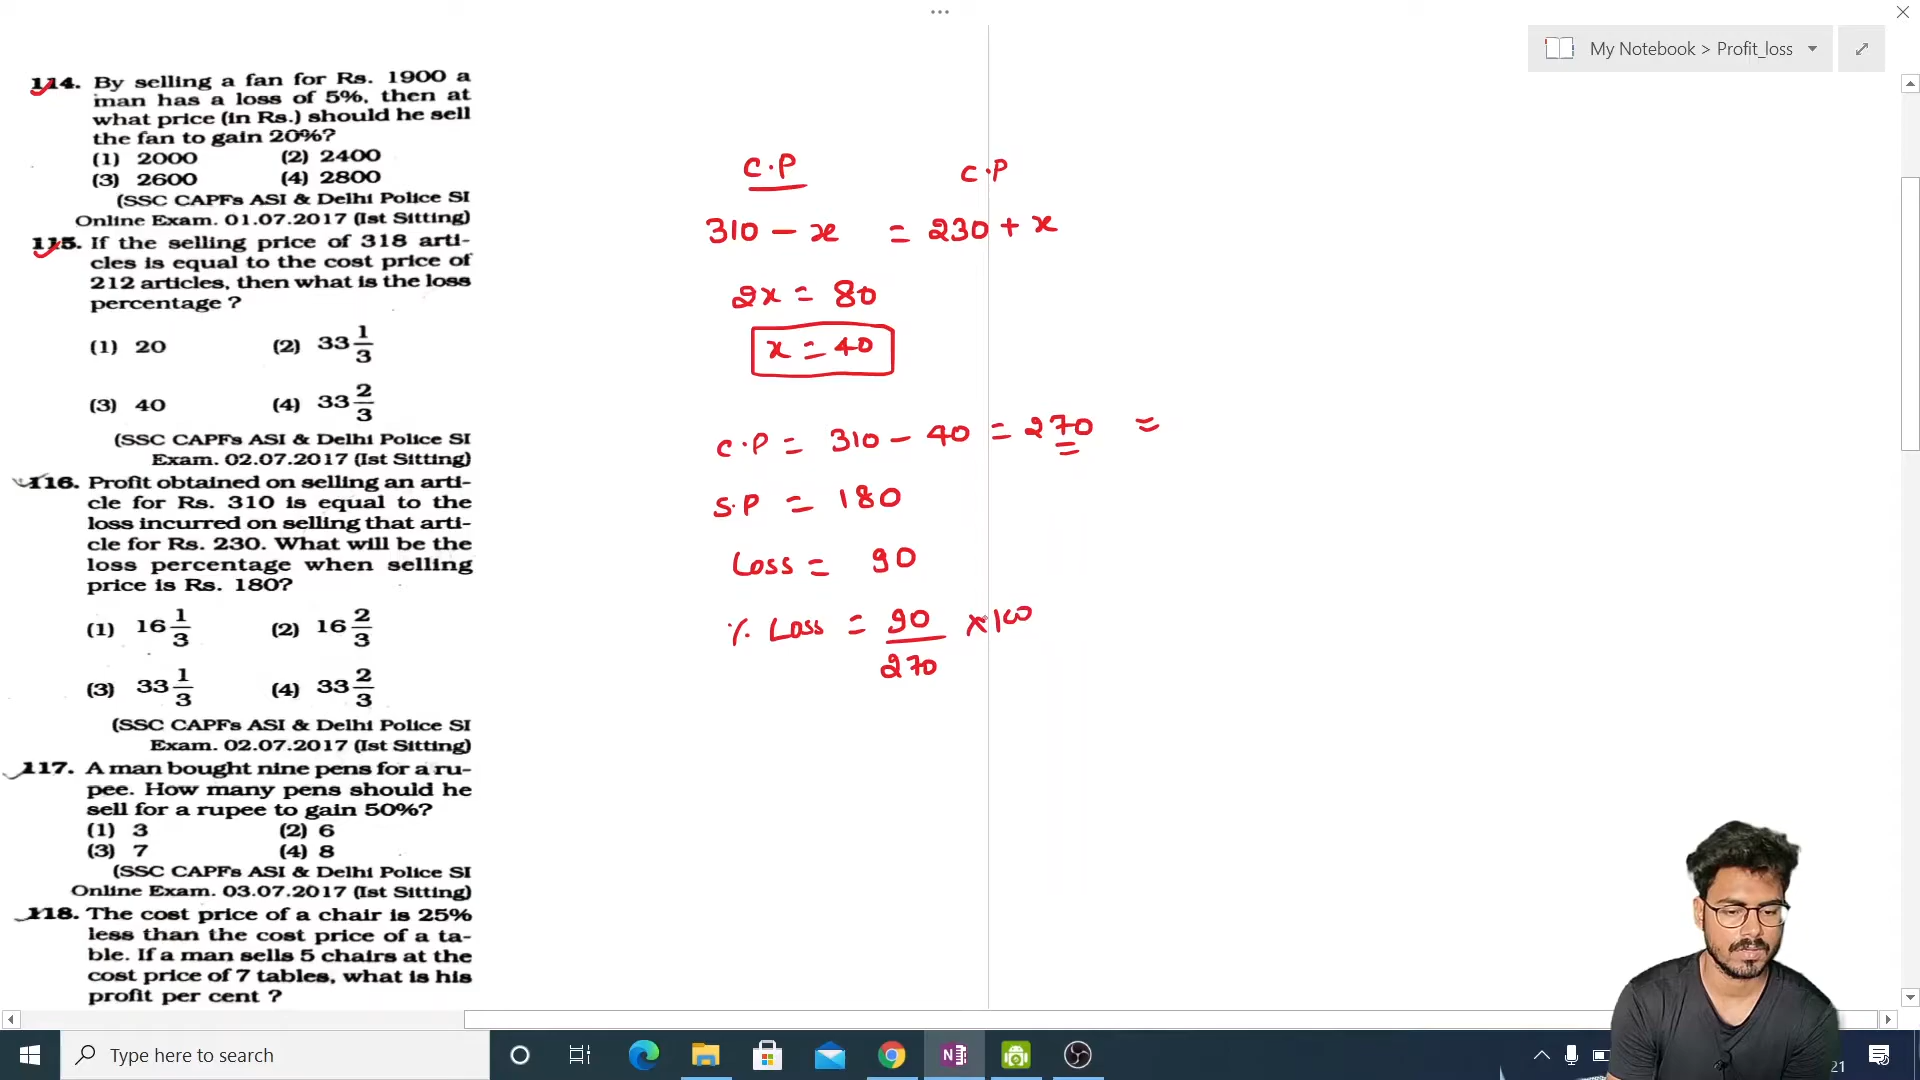 My Notebook > Profit_loss
114. By selling a fan for Rs. 1900 a
man has a loss of 5%, then at
what price (in Rs.) should he sell
the fan to gain 20%?
(1) 2000 (2) 2400
(3) 2600 (4) 2800
(SSC CAPFs ASI & Delhi Police SI
Online Exam. 01.07.2017 (Ist Sitting)
115. If the selling price of 318 arti-
cles is equal to the cost price of
212 articles, then what is the loss
percentage ?
(1) 20 (2) 33 1/3
(3) 40 (4) 33 2/3
(SSC CAPFs ASI & Delhi Police SI
Exam. 02.07.2017 (Ist Sitting)
116. Profit obtained on selling an arti-
cle for Rs. 310 is equal to the
loss incurred on selling that arti-
cle for Rs. 230. What will be the
loss percentage when selling
price is Rs. 180?
(1) 16 1/3 (2) 16 2/3
(3) 33 1/3 (4) 33 2/3
(SSC CAPFs ASI & Delhi Police SI
Exam. 02.07.2017 (Ist Sitting)
117. A man bought nine pens for a ru-
pee. How many pens should he
sell for a rupee to gain 50%?
(1) 3 (2) 6
(3) 7 (4) 8
(SSC CAPFs ASI & Delhi Police SI
Online Exam. 03.07.2017 (Ist Sitting)
118. The cost price of a chair is 25%
less than the cost price of a ta-
ble. If a man sells 5 chairs at the
cost price of 7 tables, what is his
profit per cent ?
C.P C.P
310 - x = 230 + x
2x = 80
x = 40
C.P = 310 - 40 = 270 =
S.P = 180
Loss = 90
% Loss = 90/270 × 100
Type here to search
21